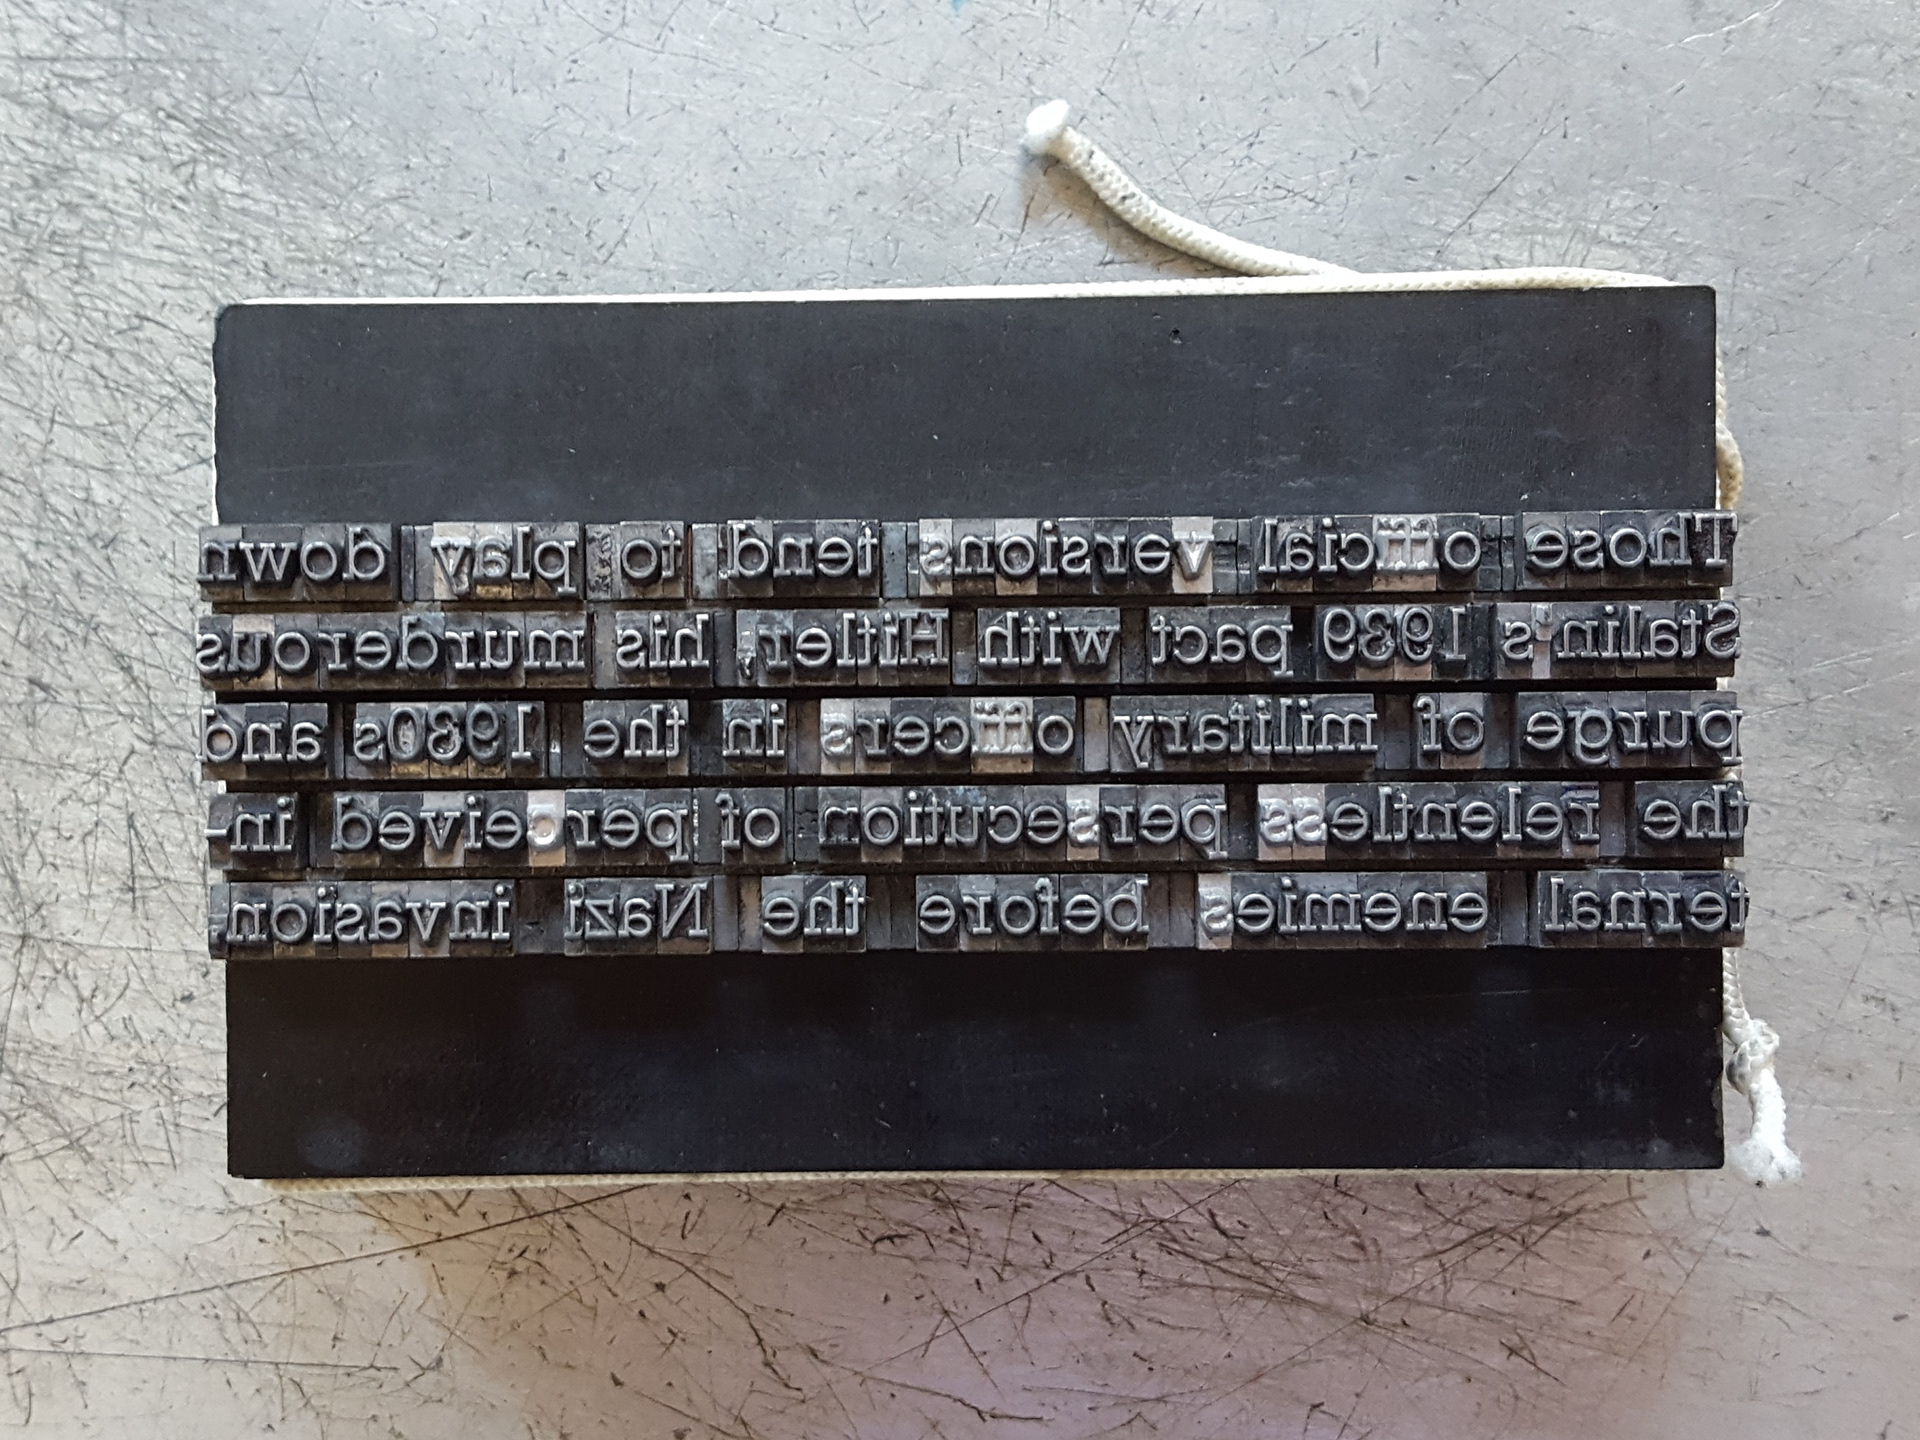 Those official versions tend to play down
Stalin's 1939 pact with Hitler, his murderous
purge of military officers in the 1930s and
the relentless persecution of perceived in-
ternal enemies before the Nazi invasion